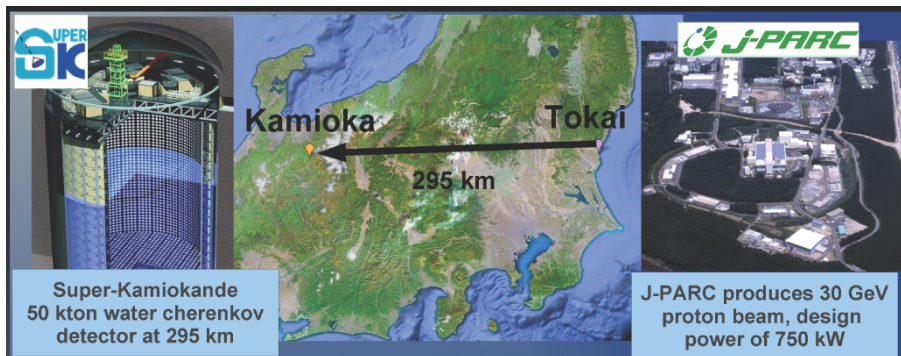 SUPER
SK
J-PARC
Kamioka
Tokai
295 km
Super-Kamiokande
50 kton water cherenkov
detector at 295 km
J-PARC produces 30 GeV
proton beam, design
power of 750 kW